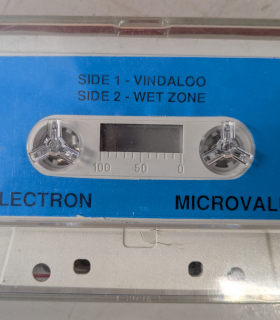 SIDE 1 - VINDALOO
SIDE 2 - WET ZONE
100 50 0
LECTRON MICROVAL